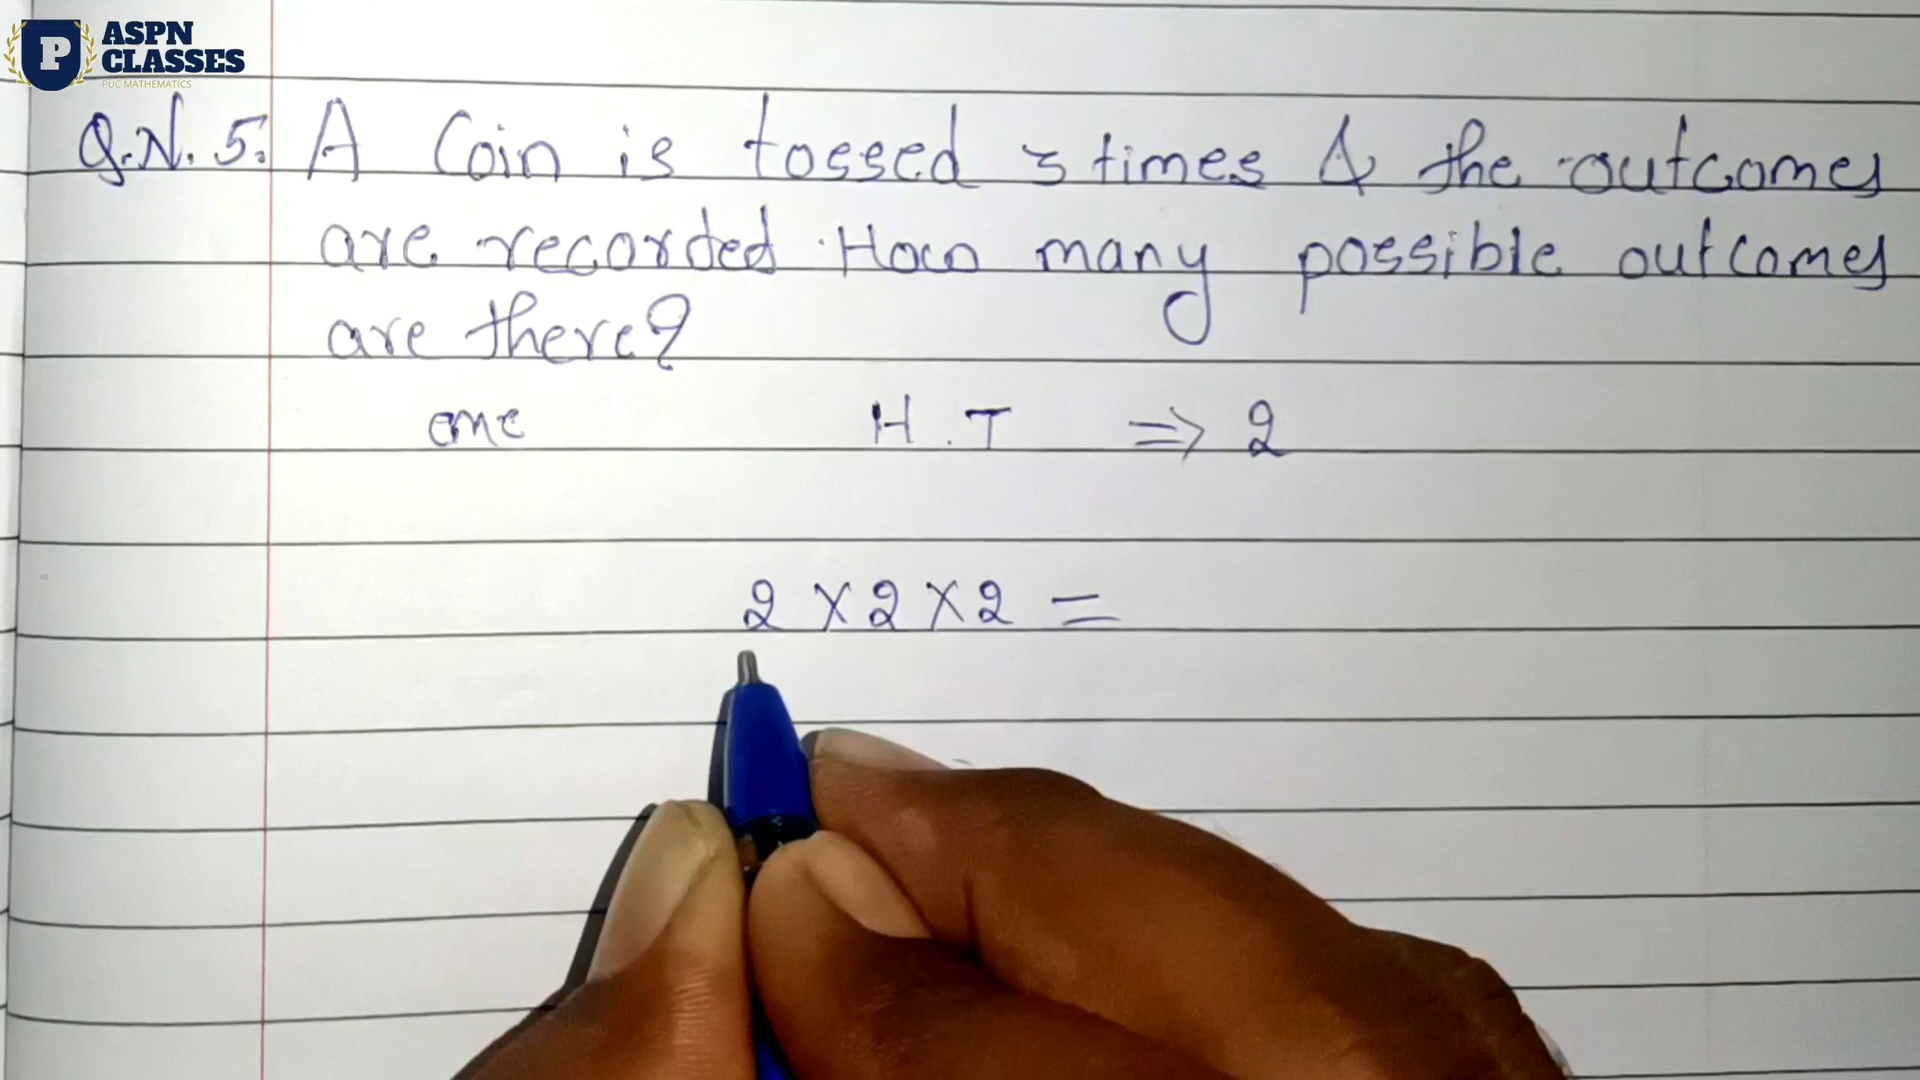 P
ASPN
CLASSES
PUC MATHEMATICS
Q.N. 5. A Coin is tossed 3 times & the outcomes
are recorded. How many possible outcomes
are there?
one H. T ⇒ 2
2 × 2 × 2 =